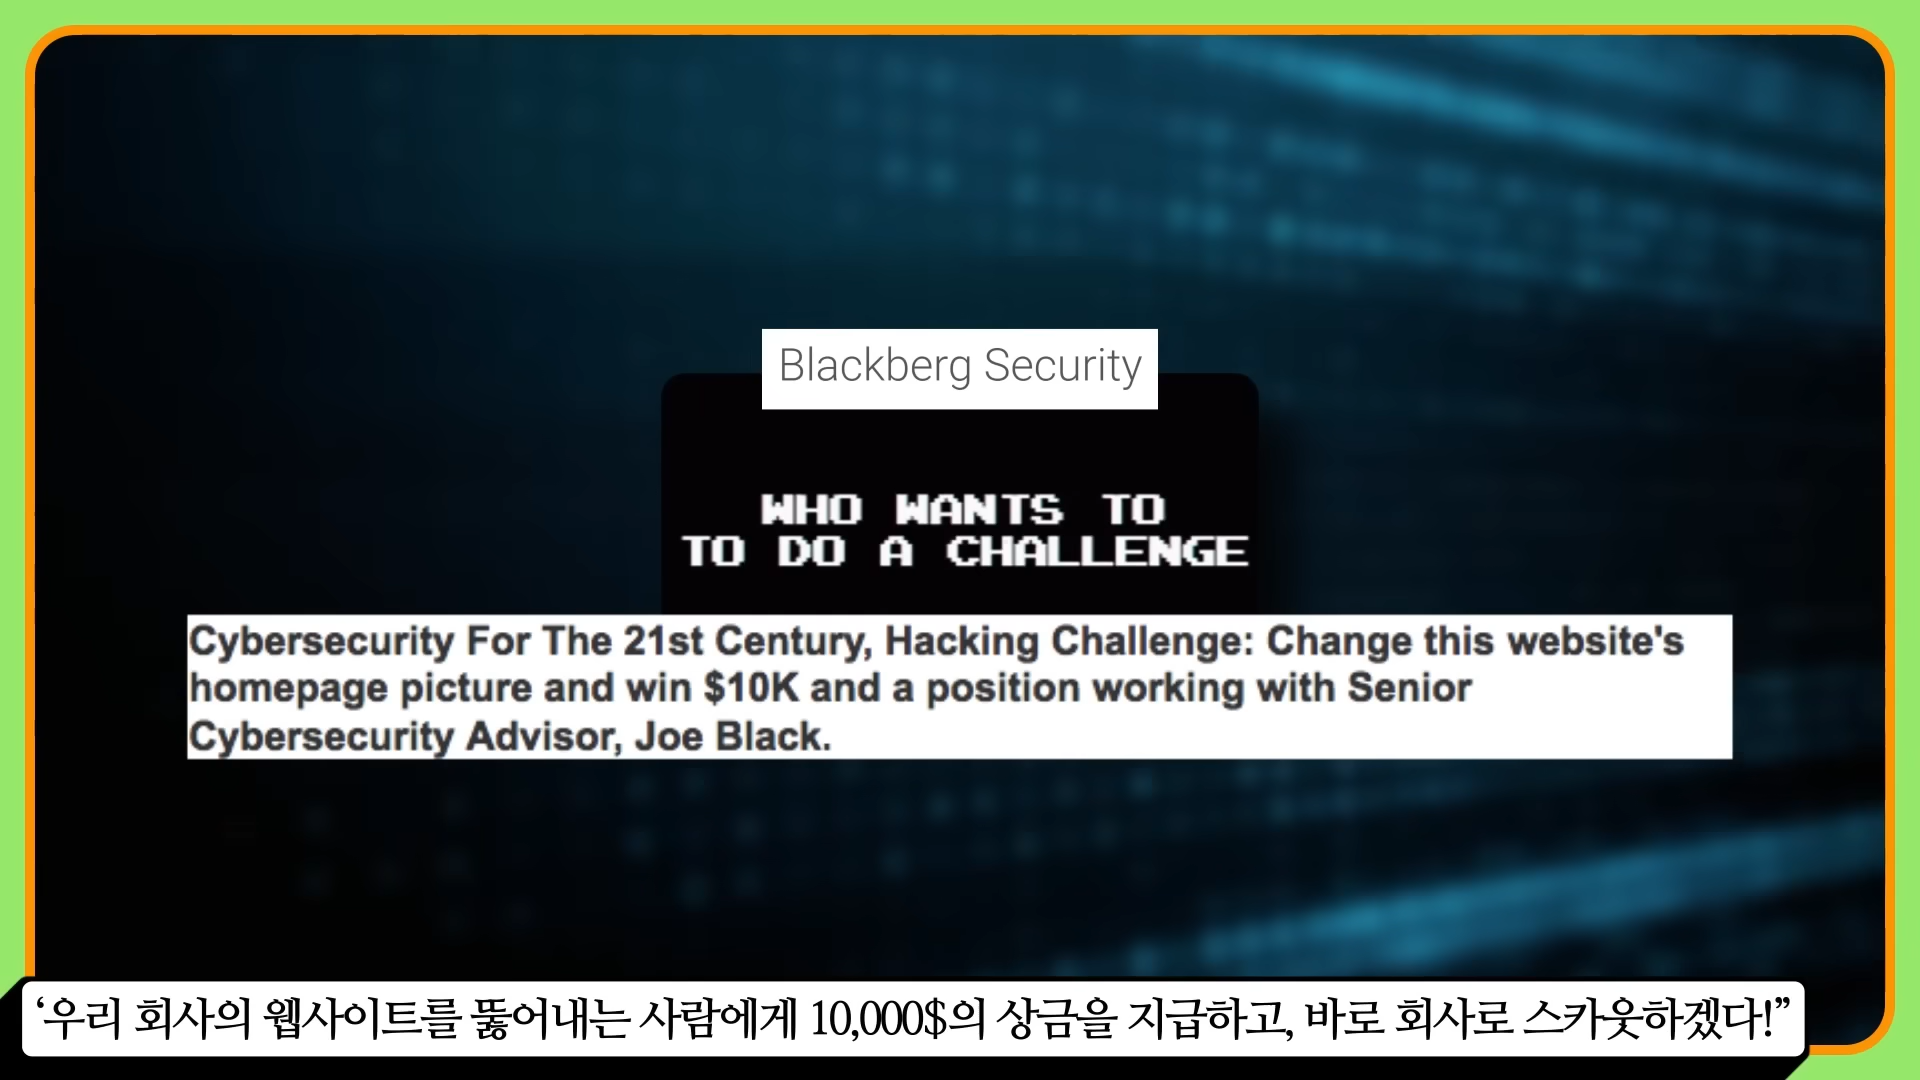 Blackberg Security
WHO WANTS TO
TO DO A CHALLENGE
Cybersecurity For The 21st Century, Hacking Challenge: Change this website's
homepage picture and win $10K and a position working with Senior
Cybersecurity Advisor, Joe Black.
‘우리 회사의 웹사이트를 뚫어내는 사람에게 10,000$의 상금을 지급하고, 바로 회사로 스카웃하겠다!”